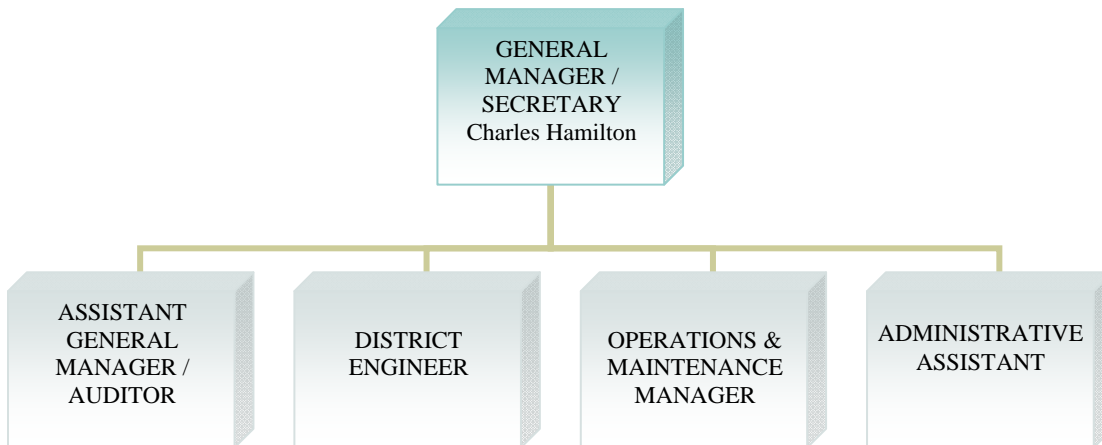 GENERAL
MANAGER /
SECRETARY
Charles Hamilton
ASSISTANT
GENERAL
MANAGER /
AUDITOR
DISTRICT
ENGINEER
OPERATIONS &
MAINTENANCE
MANAGER
ADMINISTRATIVE
ASSISTANT